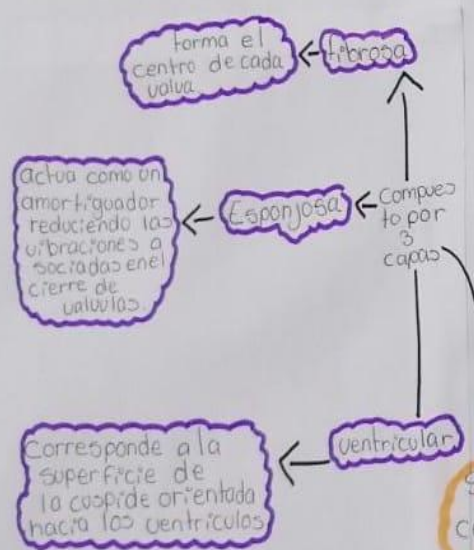 forma el
centro de cada
valva
fibrosa
actua como un
amortiguador
reduciendo las
vibraciones a
sociadas en el
cierre de
valvulas
Esponjosa
Compues
to por
3
capas
Corresponde a la
superficie de
la cuspide orientada
hacia los ventrículos
ventricular